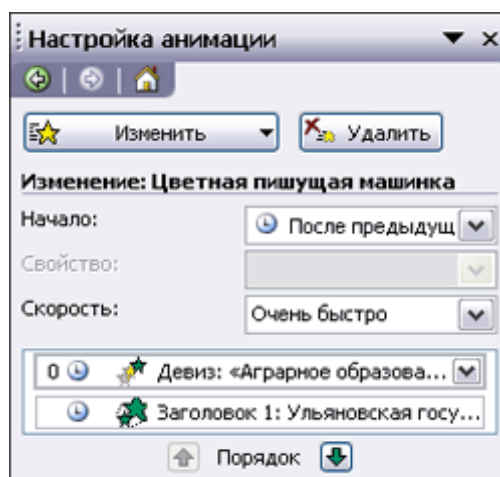 Настройка анимации
Изменить Удалить
Изменение: Цветная пишущая машинка
Начало: После предыдущ
Свойство:
Скорость: Очень быстро
0 Девиз: «Аграрное образова...
Заголовок 1: Ульяновская госу...
Порядок